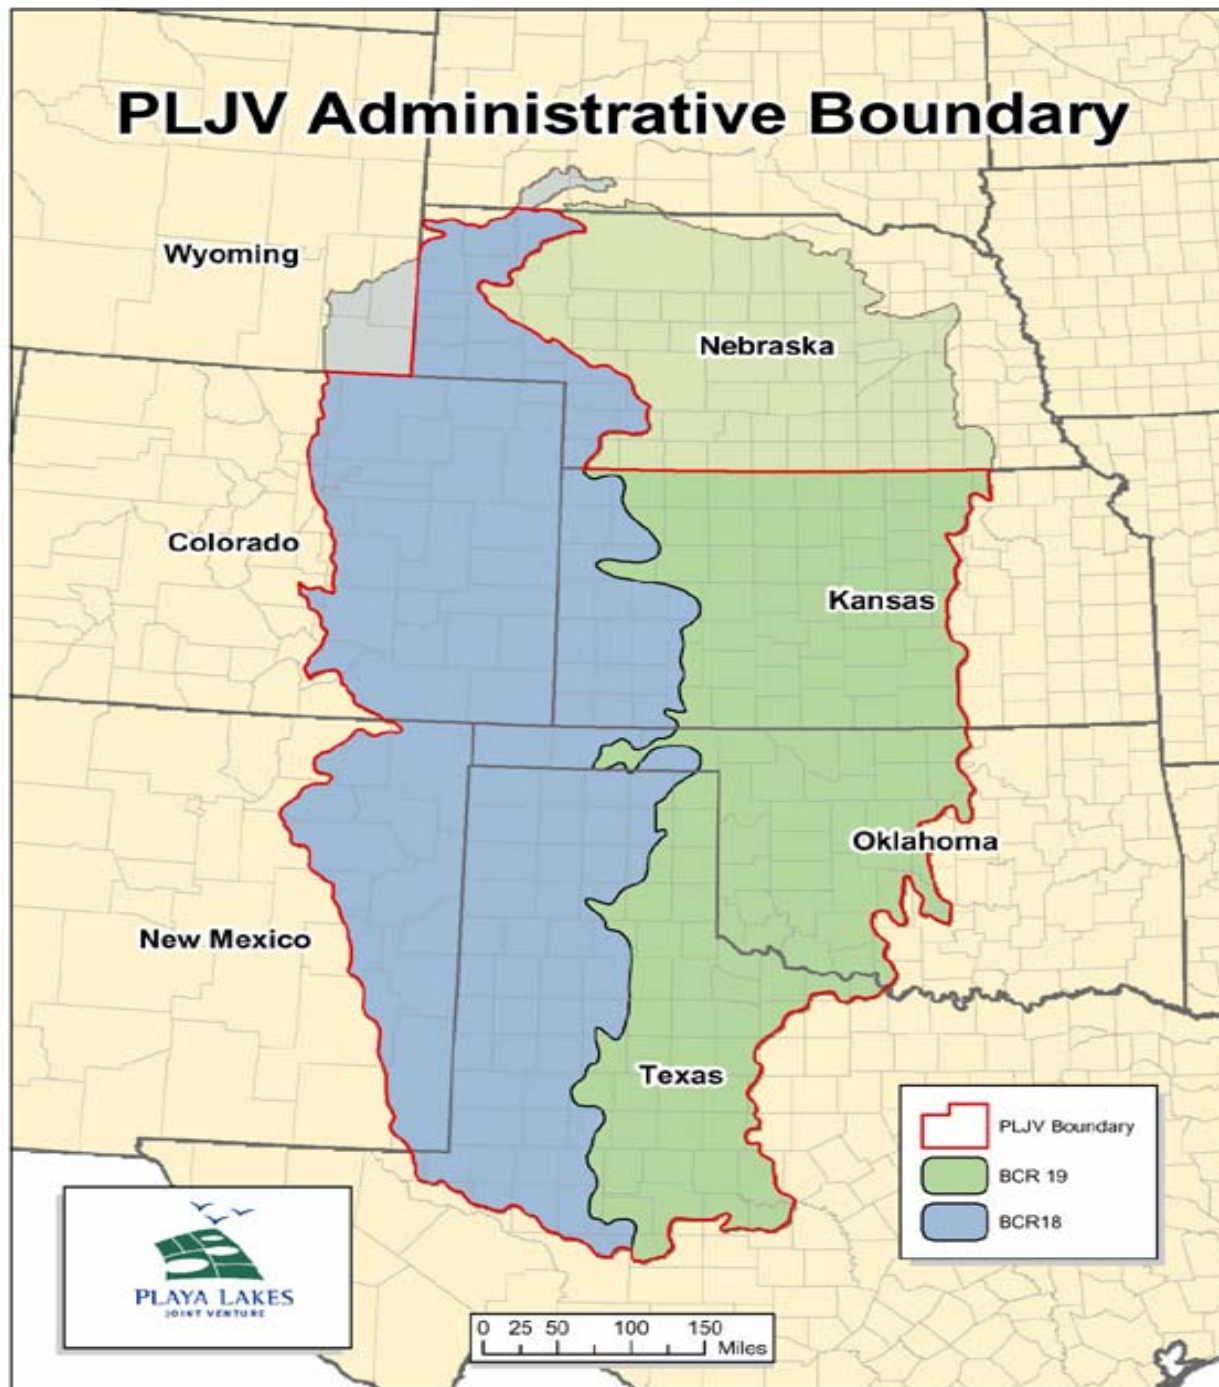 PLJV Administrative Boundary
Wyoming
Nebraska
Colorado
Kansas
Oklahoma
New Mexico
Texas
PLJV Boundary
BCR 19
BCR18
PLAYA LAKES
JOINT VENTURE
0 25 50 100 150
Miles